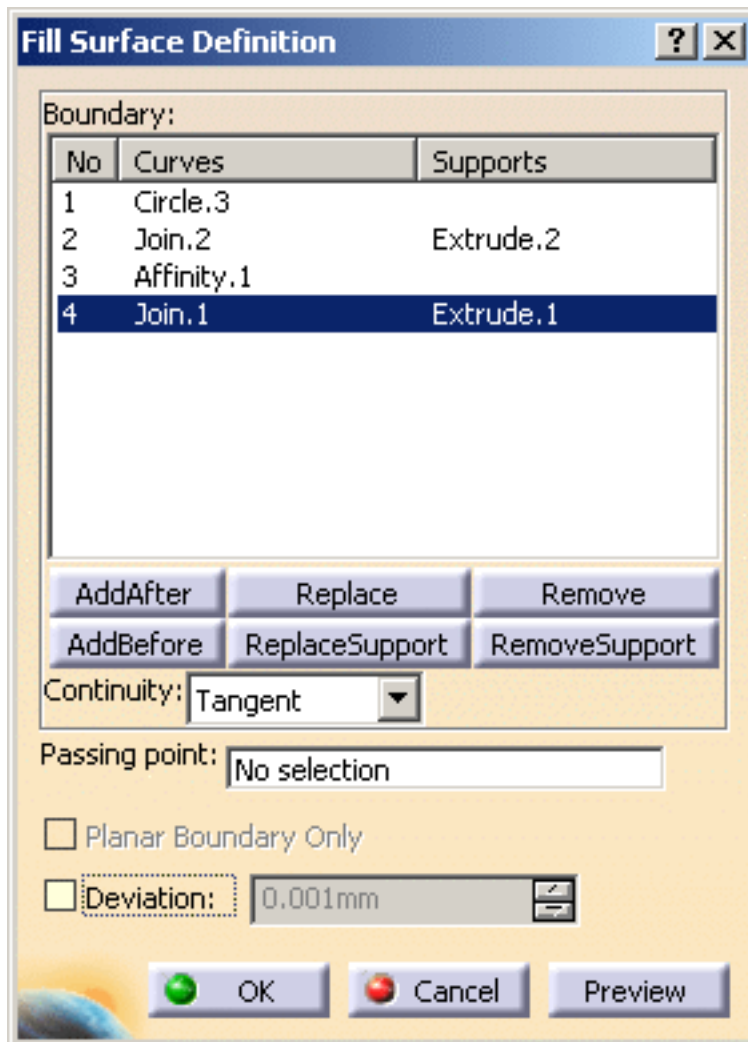 Fill Surface Definition ? X
Boundary:
No Curves Supports
1 Circle.3
2 Join.2 Extrude.2
3 Affinity.1
4 Join.1 Extrude.1
AddAfter Replace Remove
AddBefore ReplaceSupport RemoveSupport
Continuity: Tangent
Passing point: No selection
Planar Boundary Only
Deviation: 0.001mm
OK Cancel Preview